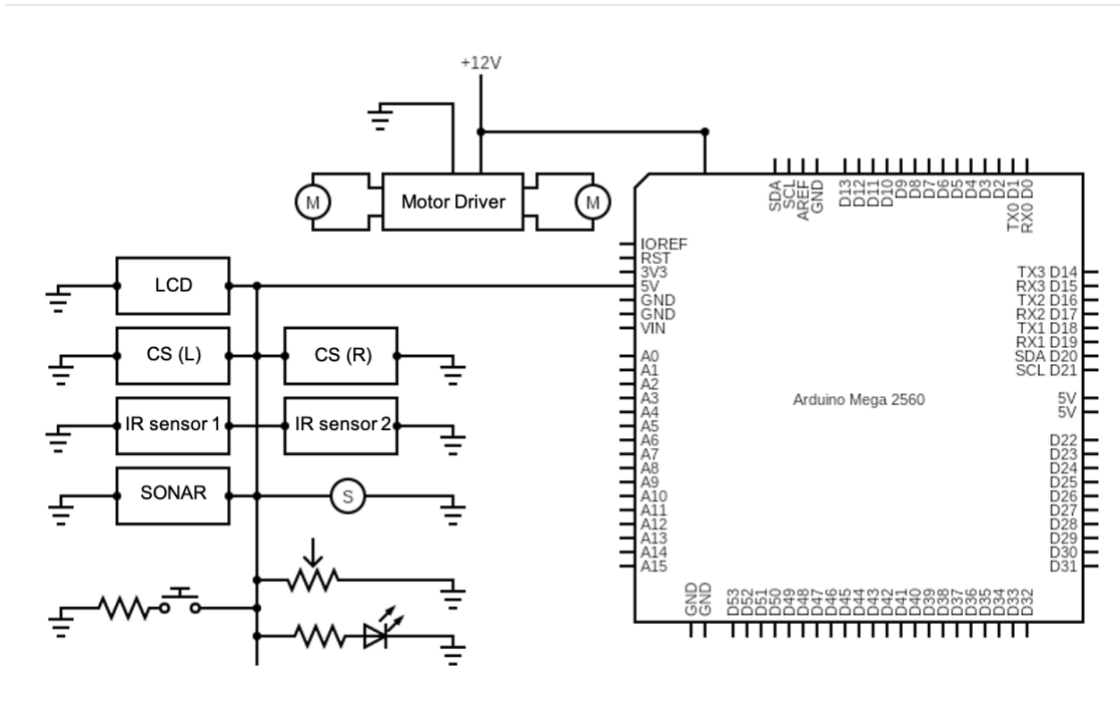 +12V
M
Motor Driver
M
SDA
SCL
AREF
GND
D13
D12
D11
D10
D9
D8
D7
D6
D5
D4
D3
D2
TX0 D1
RX0 D0
IOREF
RST
3V3
5V
GND
GND
VIN
A0
A1
A2
A3
A4
A5
A6
A7
A8
A9
A10
A11
A12
A13
A14
A15
TX3 D14
RX3 D15
TX2 D16
RX2 D17
TX1 D18
RX1 D19
SDA D20
SCL D21
5V
5V
D22
D23
D24
D25
D26
D27
D28
D29
D30
D31
Arduino Mega 2560
GND
GND
D53
D52
D51
D50
D49
D48
D47
D46
D45
D44
D43
D42
D41
D40
D39
D38
D37
D36
D35
D34
D33
D32
LCD
CS (L)
CS (R)
IR sensor 1
IR sensor 2
SONAR
S